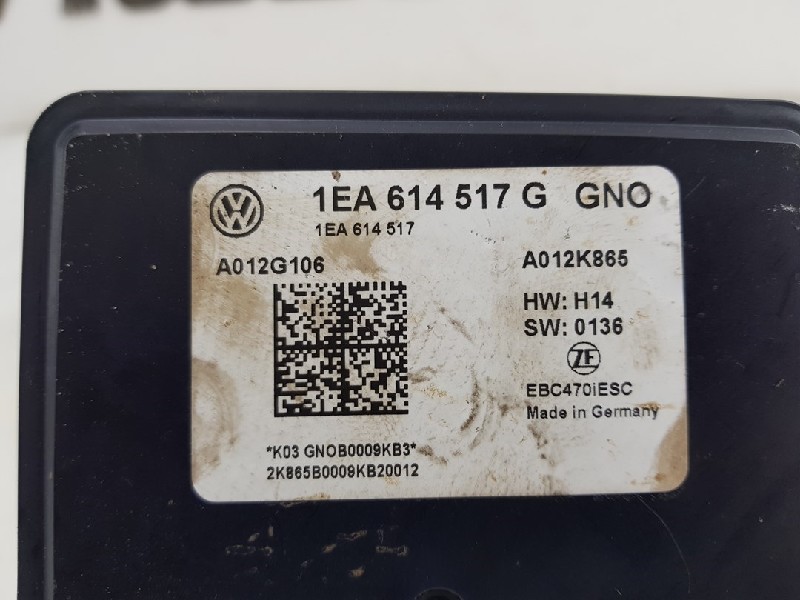 1EA 614 517 G GNO
1EA 614 517
A012G106
A012K865
HW: H14
SW: 0136
ZF
EBC470iESC
Made in Germany
*K03 GNOB0009KB3*
2K865B0009KB20012